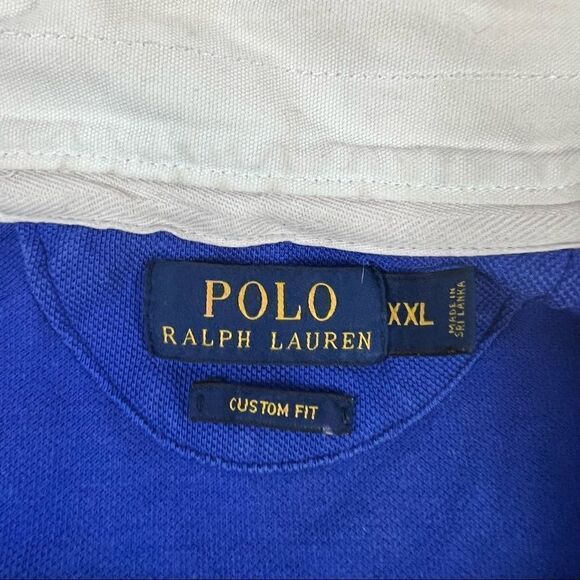 POLO
RALPH LAUREN
XXL
MADE IN
SRI LANKA
CUSTOM FIT